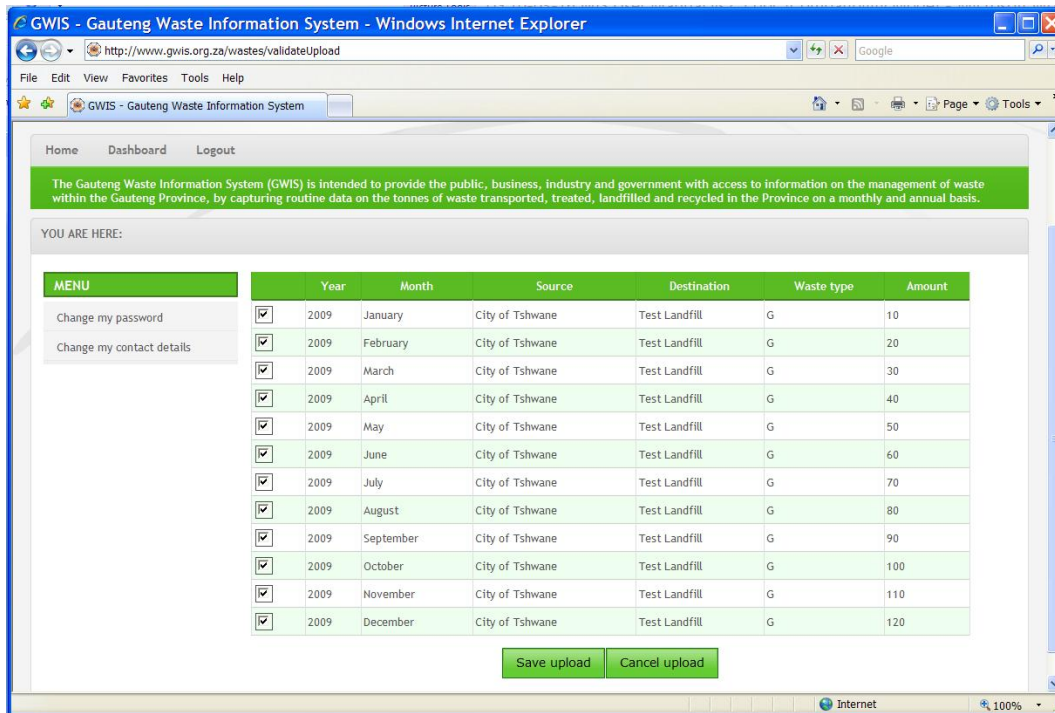 GWIS - Gauteng Waste Information System - Windows Internet Explorer
http://www.gwis.org.za/wastes/validateUpload
Google
File Edit View Favorites Tools Help
GWIS - Gauteng Waste Information System
Page Tools
Home Dashboard Logout
The Gauteng Waste Information System (GWIS) is intended to provide the public, business, industry and government with access to information on the management of waste
within the Gauteng Province, by capturing routine data on the tonnes of waste transported, treated, landfilled and recycled in the Province on a monthly and annual basis.
YOU ARE HERE:
MENU
Change my password
Change my contact details
Year Month Source Destination Waste type Amount
2009 January City of Tshwane Test Landfill G 10
2009 February City of Tshwane Test Landfill G 20
2009 March City of Tshwane Test Landfill G 30
2009 April City of Tshwane Test Landfill G 40
2009 May City of Tshwane Test Landfill G 50
2009 June City of Tshwane Test Landfill G 60
2009 July City of Tshwane Test Landfill G 70
2009 August City of Tshwane Test Landfill G 80
2009 September City of Tshwane Test Landfill G 90
2009 October City of Tshwane Test Landfill G 100
2009 November City of Tshwane Test Landfill G 110
2009 December City of Tshwane Test Landfill G 120
Save upload Cancel upload
Internet 100%